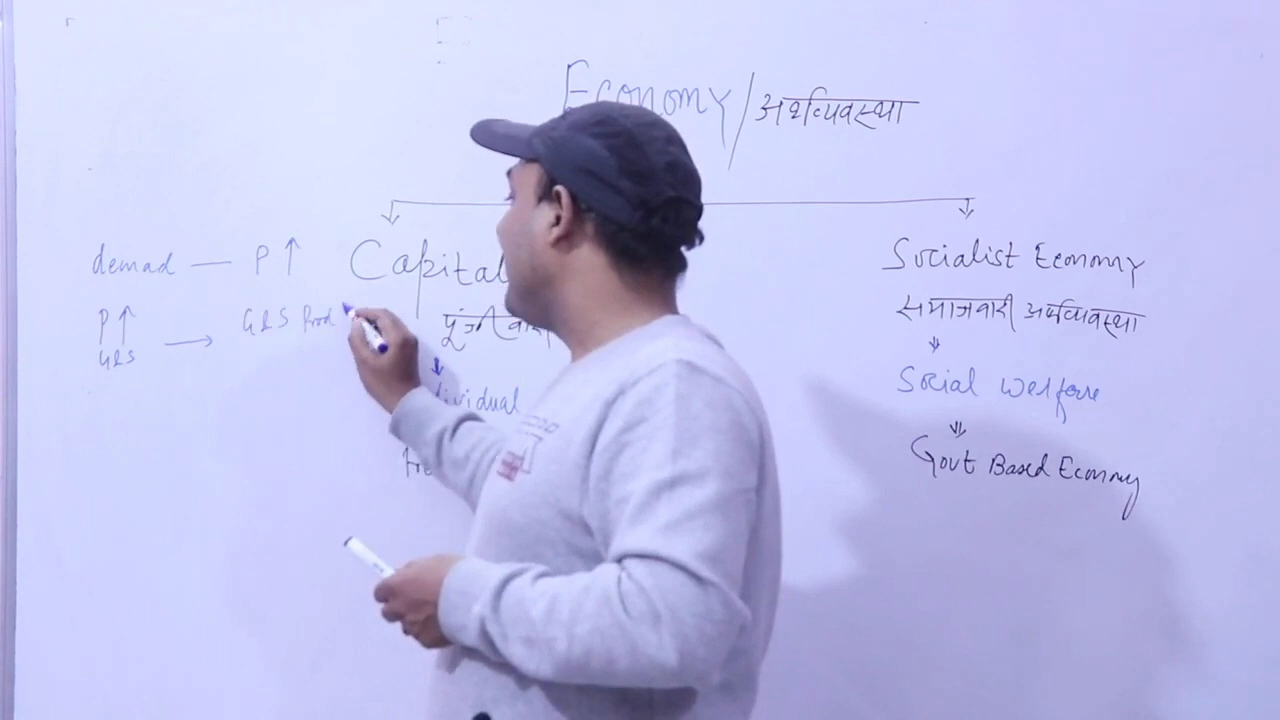 Economy/अर्थव्यवस्था
demad — P ↑
Capital
Socialist Economy
P↑ → G&S Prod
G&S
समाजवादी अर्थव्यवस्था
Social Welfare
Govt Based Economy